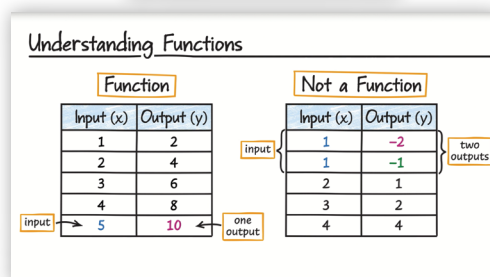 Understanding Functions
Function
Input (x) Output (y)
1 2
2 4
3 6
4 8
input 5 10 one output
Not a Function
Input (x) Output (y)
input 1 −2 two outputs
1 −1
2 1
3 2
4 4